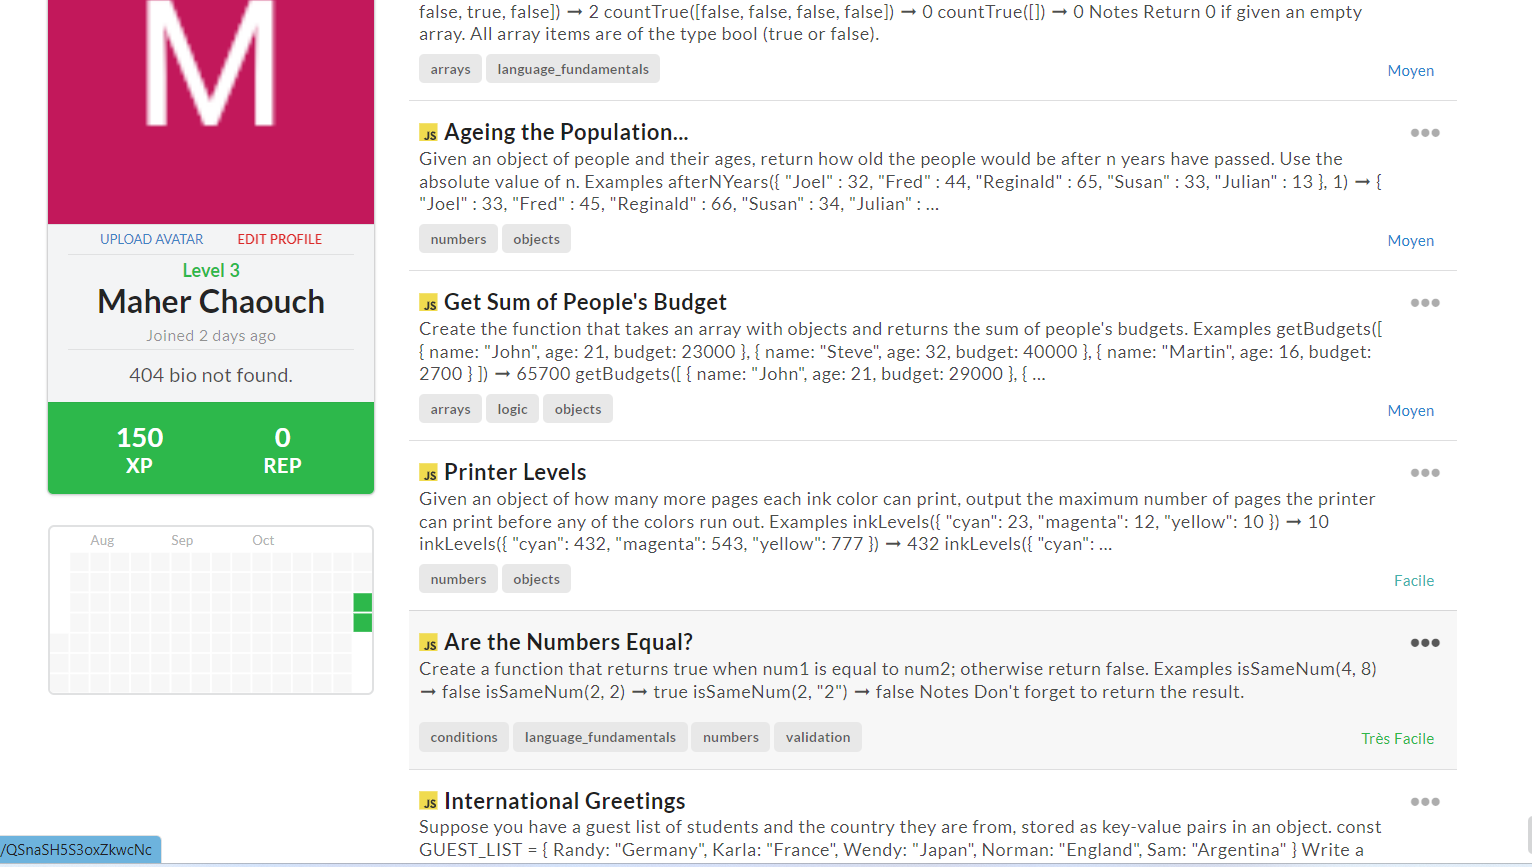 M
UPLOAD AVATAR EDIT PROFILE
Level 3
Maher Chaouch
Joined 2 days ago
404 bio not found.
150 0
XP REP
Aug Sep Oct
false, true, false]) → 2 countTrue([false, false, false, false]) → 0 countTrue([]) → 0 Notes Return 0 if given an empty
array. All array items are of the type bool (true or false).
arrays language_fundamentals
Moyen
JS Ageing the Population...
Given an object of people and their ages, return how old the people would be after n years have passed. Use the
absolute value of n. Examples afterNYears({ "Joel" : 32, "Fred" : 44, "Reginald" : 65, "Susan" : 33, "Julian" : 13 }, 1) → {
"Joel" : 33, "Fred" : 45, "Reginald" : 66, "Susan" : 34, "Julian" : ...
numbers objects
Moyen
JS Get Sum of People's Budget
Create the function that takes an array with objects and returns the sum of people's budgets. Examples getBudgets([
{ name: "John", age: 21, budget: 23000 }, { name: "Steve", age: 32, budget: 40000 }, { name: "Martin", age: 16, budget:
2700 } ]) → 65700 getBudgets([ { name: "John", age: 21, budget: 29000 }, { ...
arrays logic objects
Moyen
JS Printer Levels
Given an object of how many more pages each ink color can print, output the maximum number of pages the printer
can print before any of the colors run out. Examples inkLevels({ "cyan": 23, "magenta": 12, "yellow": 10 }) → 10
inkLevels({ "cyan": 432, "magenta": 543, "yellow": 777 }) → 432 inkLevels({ "cyan": ...
numbers objects
Facile
JS Are the Numbers Equal?
Create a function that returns true when num1 is equal to num2; otherwise return false. Examples isSameNum(4, 8)
→ false isSameNum(2, 2) → true isSameNum(2, "2") → false Notes Don't forget to return the result.
conditions language_fundamentals numbers validation
Très Facile
JS International Greetings
Suppose you have a guest list of students and the country they are from, stored as key-value pairs in an object. const
GUEST_LIST = { Randy: "Germany", Karla: "France", Wendy: "Japan", Norman: "England", Sam: "Argentina" } Write a
/QSnaSH5S3oxZkwcNc